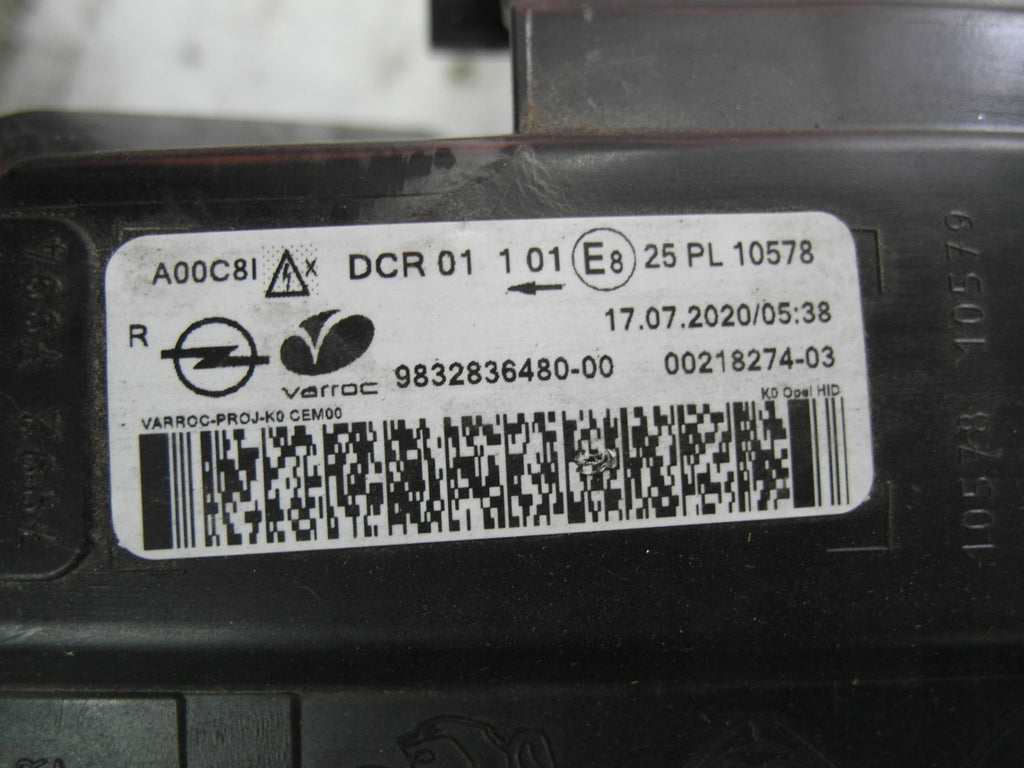 A00C8I X DCR 01 1 01 E8 25 PL 10578
17.07.2020/05:38
R
varroc 9832836480-00 00218274-03
K0 Opel HID
VARROC-PROJ-K0 CEM00
10578 10579